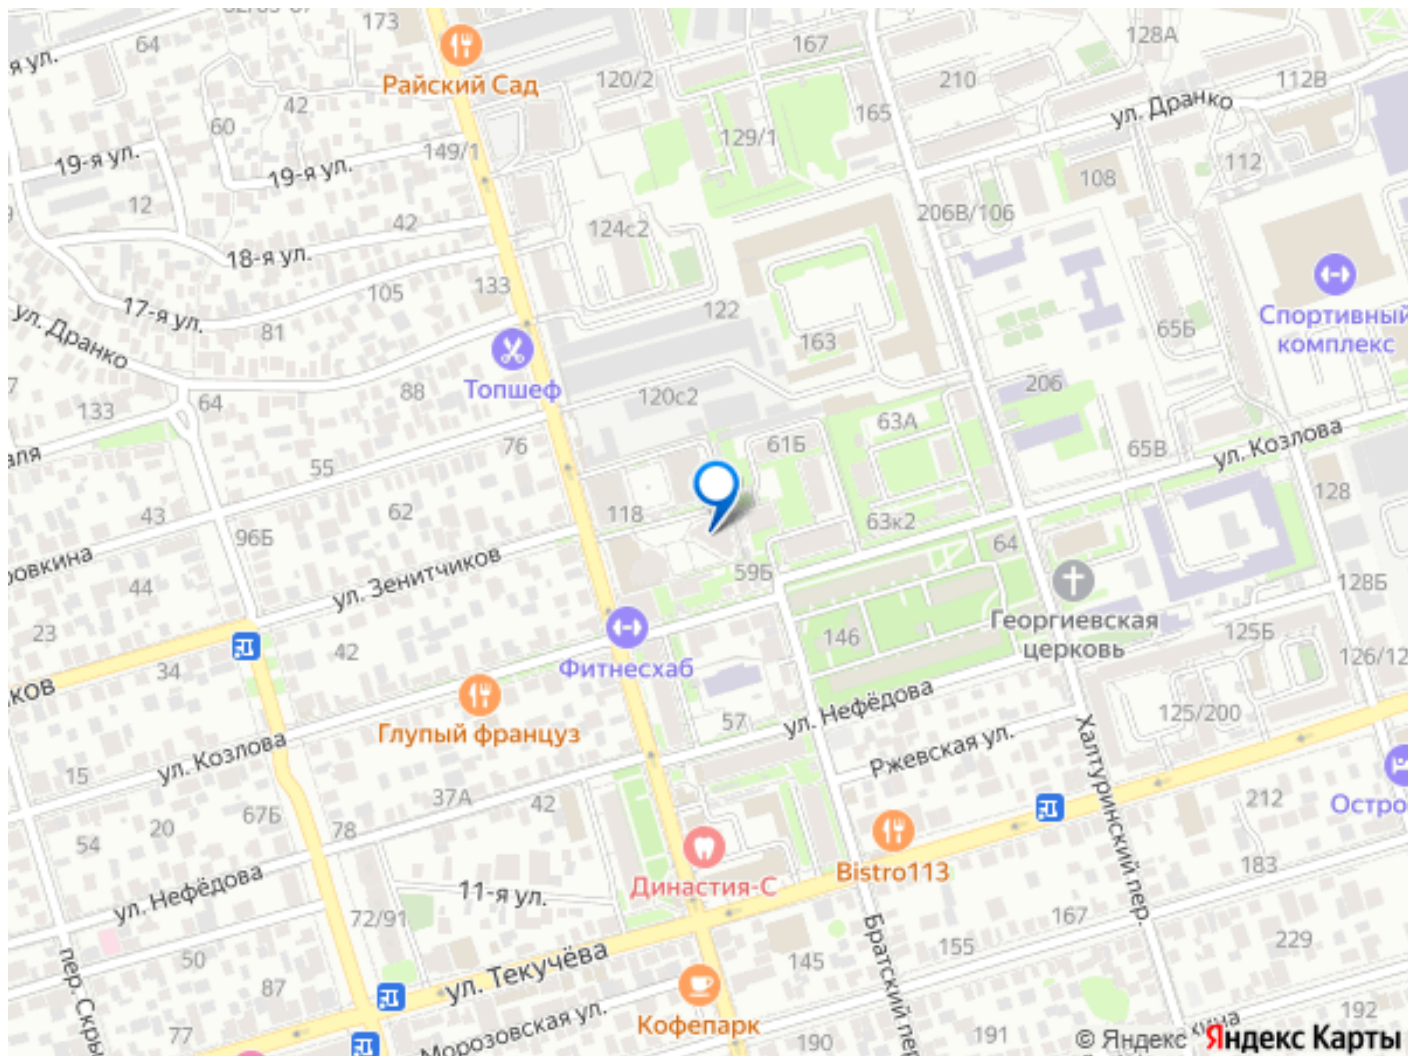 173
64
я ул.
Райский Сад
167
128А
120/2
210
112В
42
60
165
ул. Дранко
129/1
149/1
19-я ул.
19-я ул.
112
108
12
42
206В/106
124с2
18-я ул.
105
133
122
17-я ул.
81
Спортивный
комплекс
65Б
163
ул. Дранко
Топшеф
88
120с2
206
133
64
63А
76
61Б
65В
ул. Козлова
55
128
43
62
118
63к2
96Б
64
ул. Зенитчиков
59Б
44
128Б
23
146
Георгиевская
церковь
125Б
42
34
Фитнесхаб
126/12
ков
Глупый француз
57
ул. Нефёдова
125/200
ул. Козлова
Ржевская ул.
15
37А
42
212
67Б
Халтуринский пер.
20
78
54
Династия-С
Bistro113
183
ул. Нефёдова
11-я ул.
72/91
167
155
229
50
145
Братский пер
ул. Текучёва
87
пер. Скры
Кофепарк
Морозовская ул.
77
190
191
192
© Яндекс Яндекс Карты